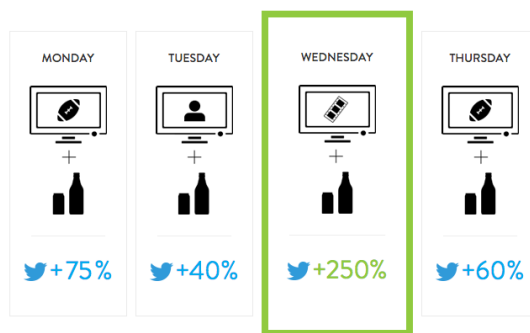 MONDAY
+
+75%
TUESDAY
+
+40%
WEDNESDAY
+
+250%
THURSDAY
+
+60%